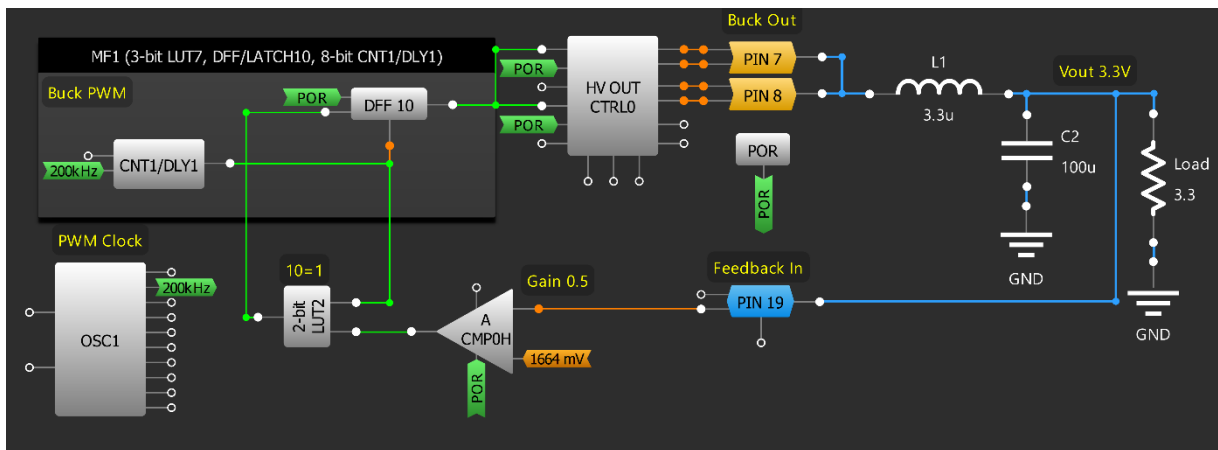 MF1 (3-bit LUT7, DFF/LATCH10, 8-bit CNT1/DLY1)
Buck PWM
POR
DFF 10
200kHz
CNT1/DLY1
POR
POR
HV OUT
CTRL0
Buck Out
PIN 7
PIN 8
POR
POR
L1
3.3u
Vout 3.3V
C2
100u
Load
3.3
GND
GND
PWM Clock
200kHz
OSC1
10=1
2-bit
LUT2
Gain 0.5
A
CMP0H
1664 mV
POR
Feedback In
PIN 19